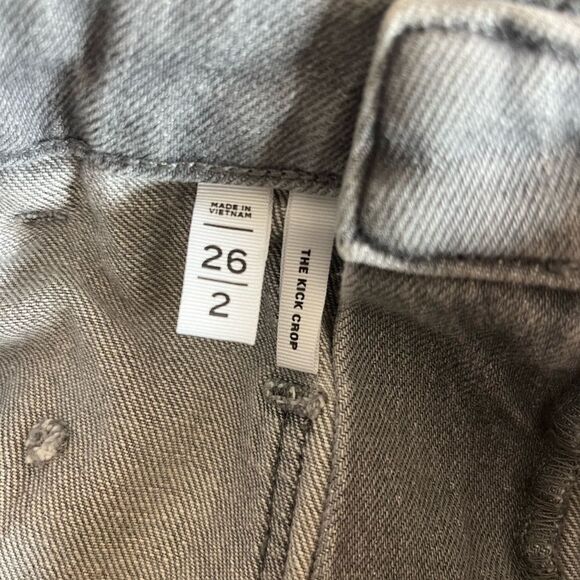 MADE IN
VIETNAM
26
2
THE KICK CROP